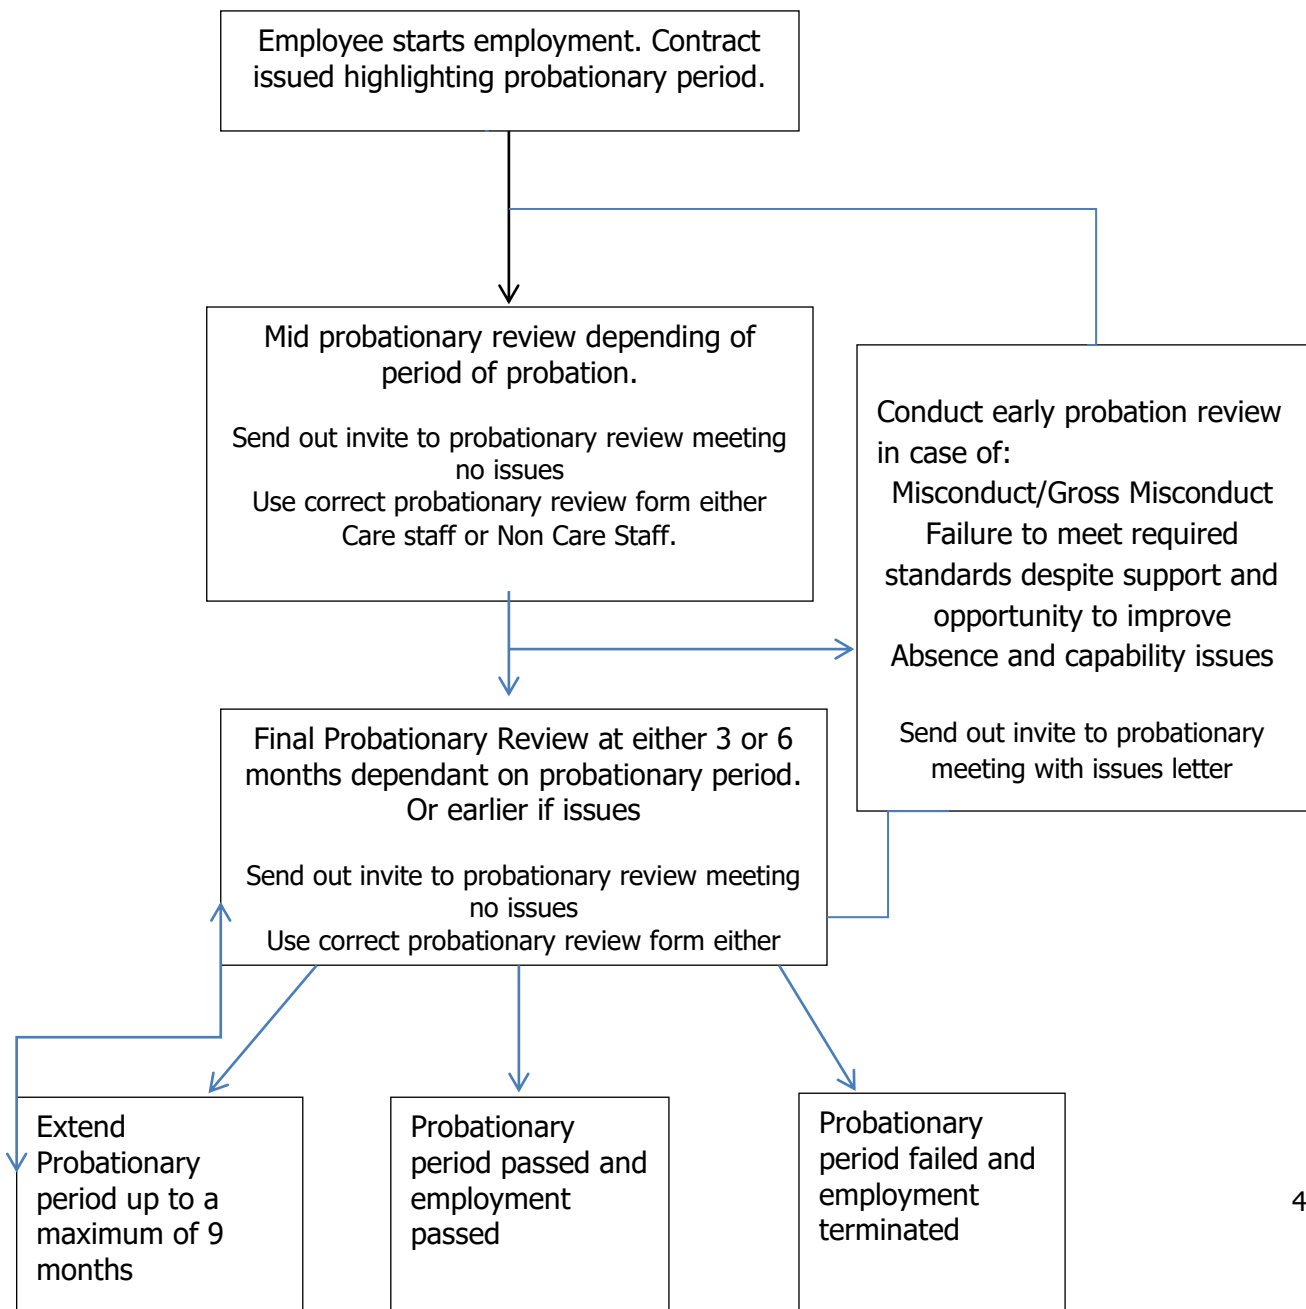 Employee starts employment. Contract
issued highlighting probationary period.
Mid probationary review depending of
period of probation.
Send out invite to probationary review meeting
no issues
Use correct probationary review form either
Care staff or Non Care Staff.
Conduct early probation review
in case of:
Misconduct/Gross Misconduct
Failure to meet required
standards despite support and
opportunity to improve
Absence and capability issues
Send out invite to probationary
meeting with issues letter
Final Probationary Review at either 3 or 6
months dependant on probationary period.
Or earlier if issues
Send out invite to probationary review meeting
no issues
Use correct probationary review form either
Extend
Probationary
period up to a
maximum of 9
months
Probationary
period passed and
employment
passed
Probationary
period failed and
employment
terminated
4